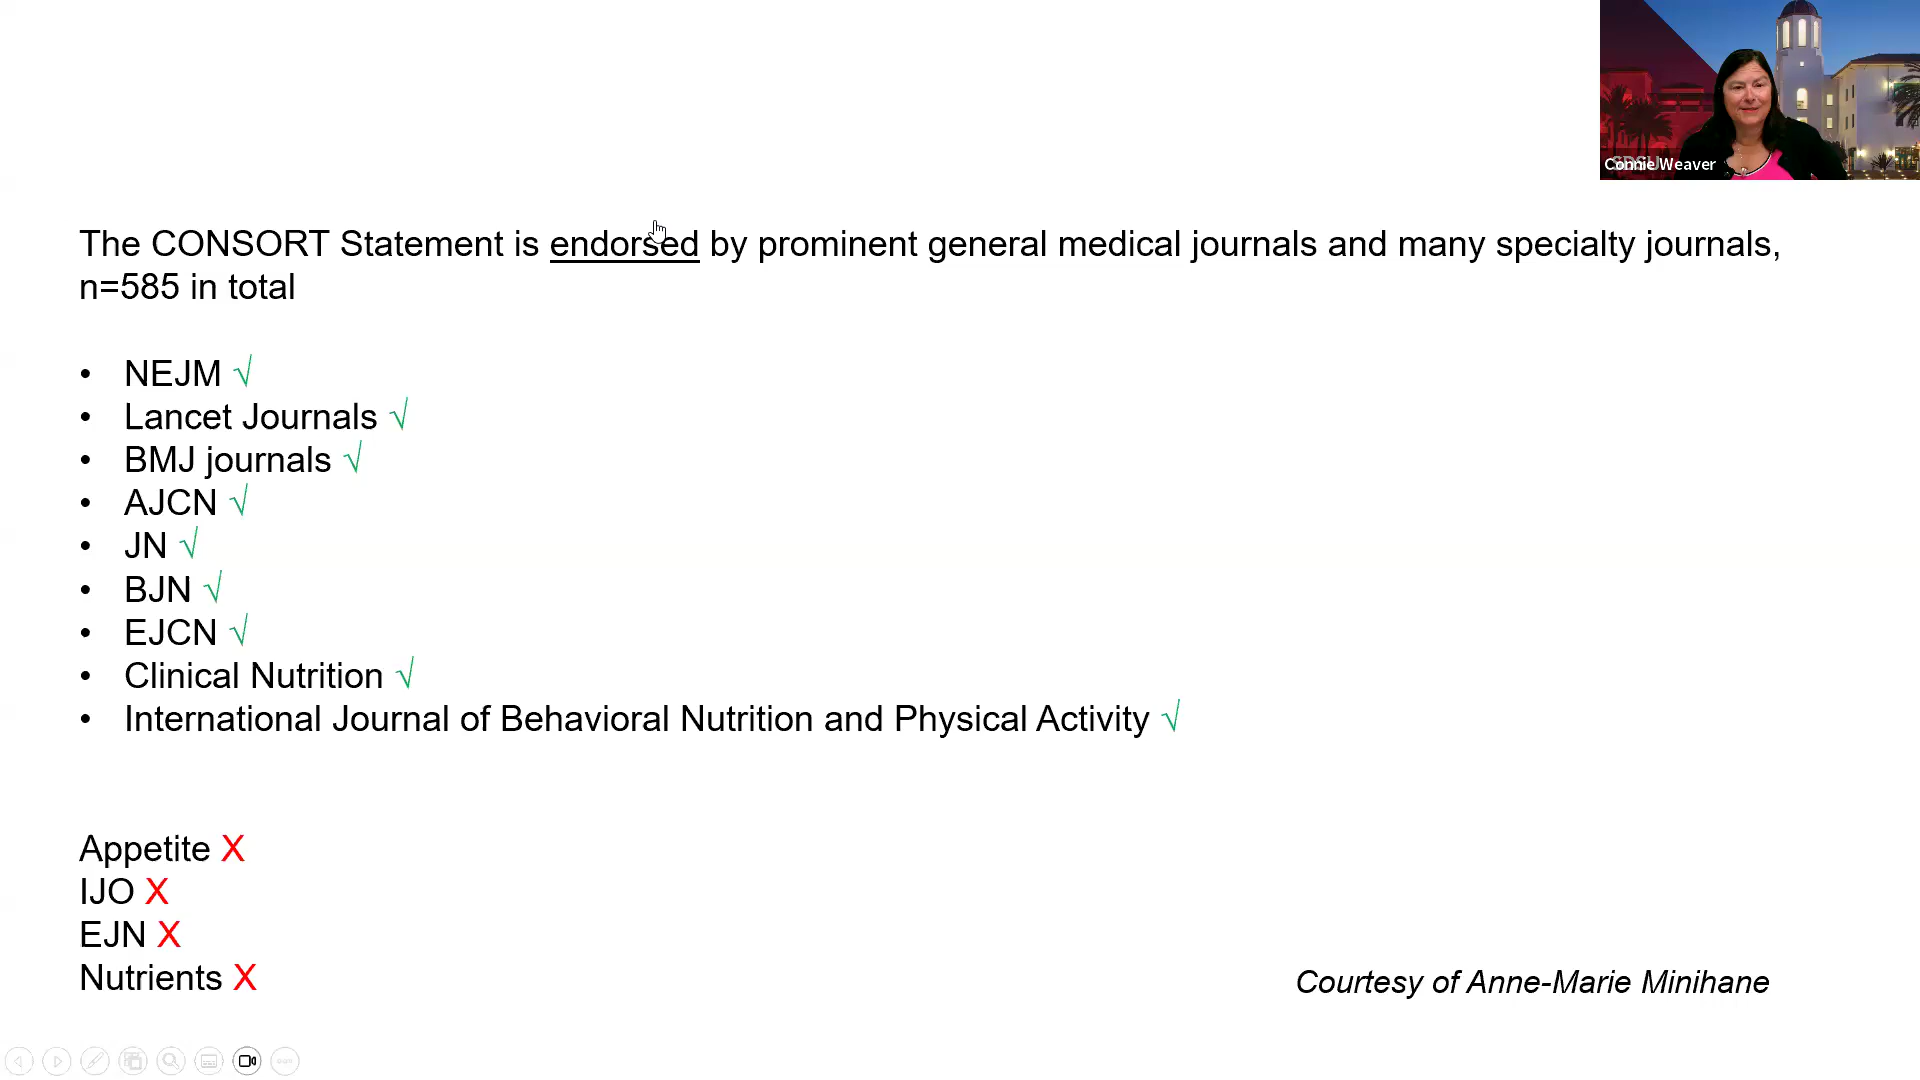 Connie Weaver
The CONSORT Statement is endorsed by prominent general medical journals and many specialty journals,
n=585 in total
• NEJM √
• Lancet Journals √
• BMJ journals √
• AJCN √
• JN √
• BJN √
• EJCN √
• Clinical Nutrition √
• International Journal of Behavioral Nutrition and Physical Activity √
Appetite X
IJO X
EJN X
Nutrients X
Courtesy of Anne-Marie Minihane